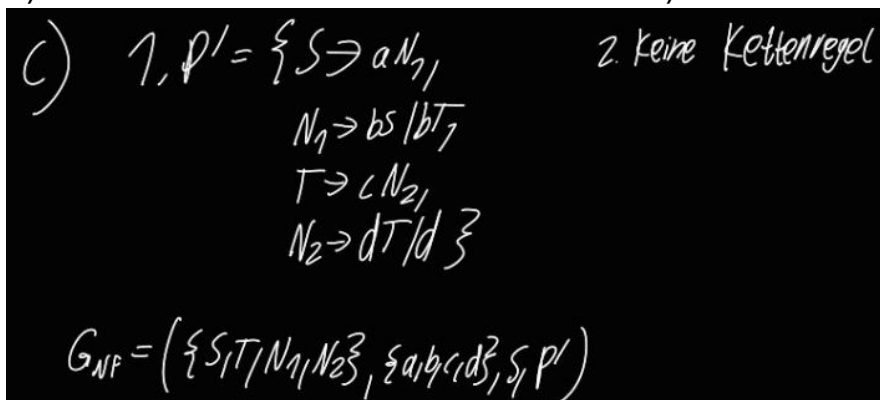 c) 1, P' = {S → aN₁, 2. keine Kettenregel
N₁ → bS | bT,
T → cN₂,
N₂ → dT | d }
G_NF = ({S,T,N₁,N₂}, {a,b,c,d}, S, P')